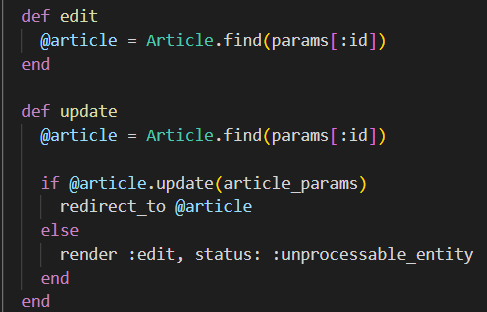 def edit
  @article = Article.find(params[:id])
end

def update
  @article = Article.find(params[:id])

  if @article.update(article_params)
    redirect_to @article
  else
    render :edit, status: :unprocessable_entity
  end
end